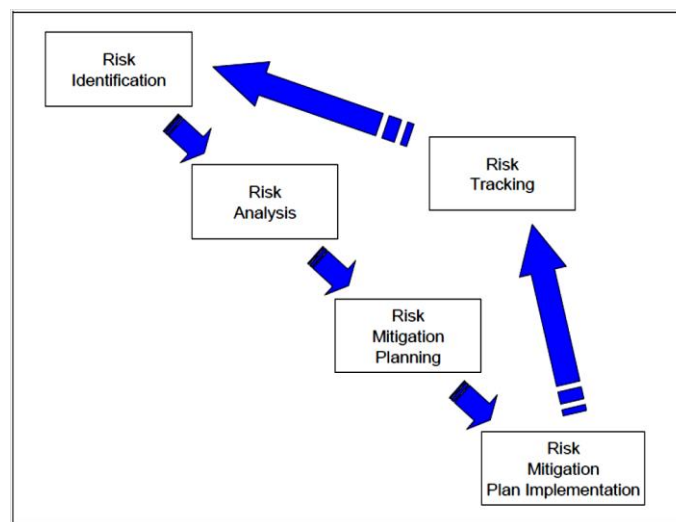 Risk
Identification
Risk
Tracking
Risk
Analysis
Risk
Mitigation
Planning
Risk
Mitigation
Plan Implementation